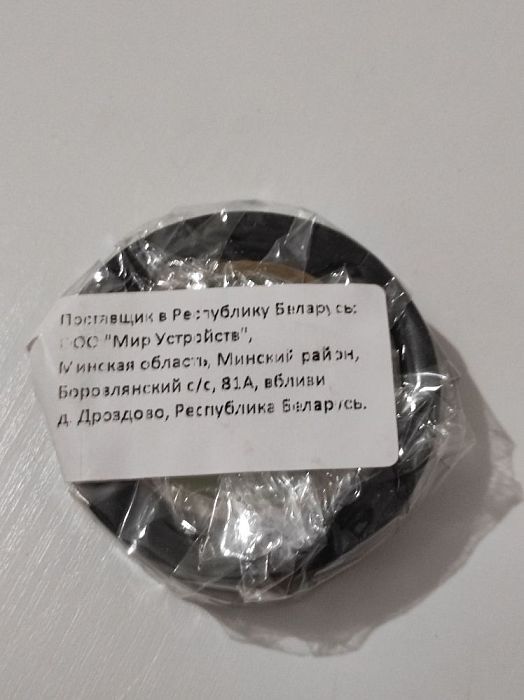 Поставщик в Республику Беларусь:
ООО "Мир Устройств",
Минская область, Минский район,
Боровлянский с/с, 81А, вблизи
д. Дроздово, Республика Беларусь.